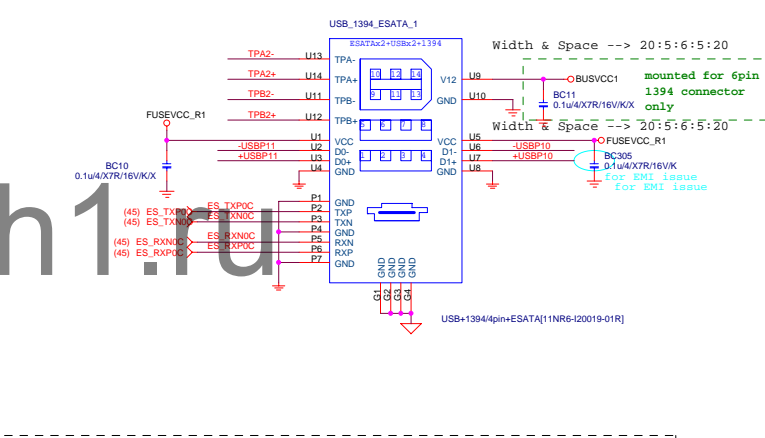 USB_1394_ESATA_1
ESATAx2+USBx2+1394
Width & Space --> 20:5:6:5:20
TPA2- U13 TPA-
TPA2+ U14 TPA+
TPB2- U11 TPB-
TPB2+ U12 TPB+
10 12 14
9 11 13
V12 U9 BUSVCC1
GND U10
BC11
0.1u/4/X7R/16V/K/X
mounted for 6pin
1394 connector
only
Width & Space --> 20:5:6:5:20
FUSEVCC_R1
U1 VCC
-USBP11 U2 D0-
+USBP11 U3 D0+
U4 GND
BC10
0.1u/4/X7R/16V/K/X
5 6 7 8
1 2 3 4
VCC U5 FUSEVCC_R1
D1- U6 -USBP10
D1+ U7 +USBP10
GND U8
BC305
0.1u/4/X7R/16V/K
for EMI issue
for EMI issue
h1.ru
P1 GND
(45) ES_TXP0C ES_TXP0C P2 TXP
(45) ES_TXN0C ES_TXN0C P3 TXN
P4 GND
(45) ES_RXN0C ES_RXN0C P5 RXN
(45) ES_RXP0C ES_RXP0C P6 RXP
P7 GND
GND GND GND GND
G1 G2 G3 G4
USB+1394/4pin+ESATA[11NR6-I20019-01R]